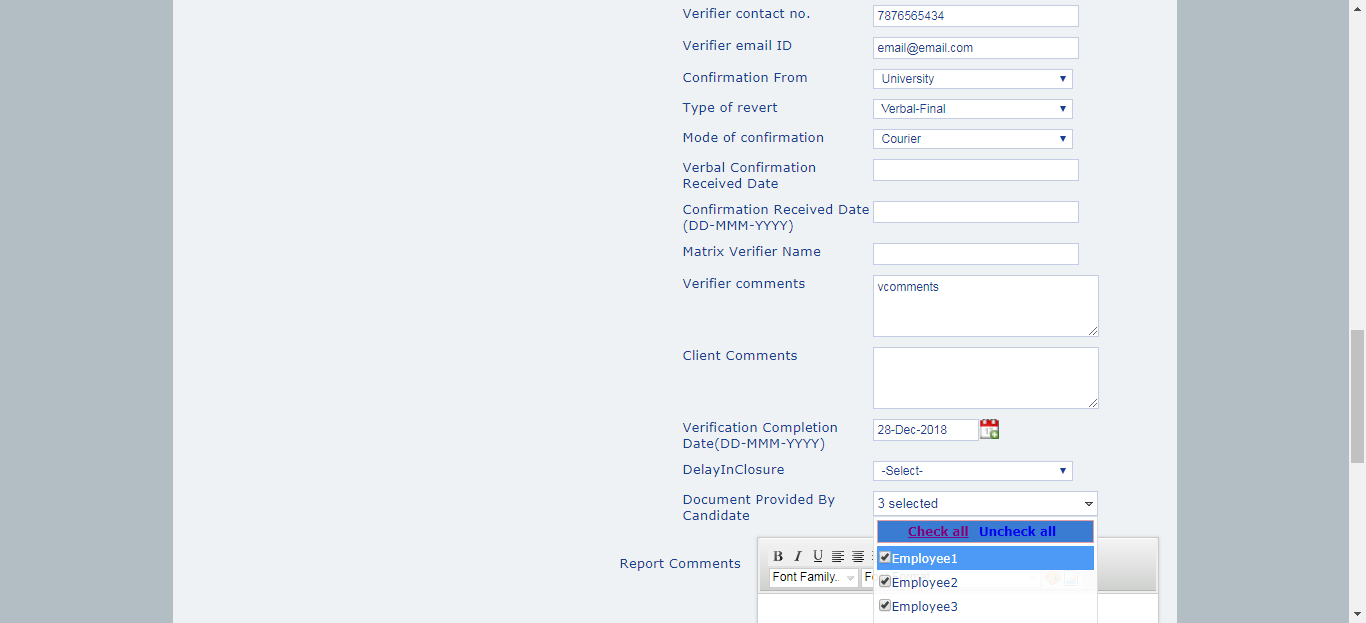 Verifier contact no. 7876565434
Verifier email ID email@email.com
Confirmation From University
Type of revert Verbal-Final
Mode of confirmation Courier
Verbal Confirmation
Received Date
Confirmation Received Date
(DD-MMM-YYYY)
Matrix Verifier Name
Verifier comments vcomments
Client Comments
Verification Completion
Date(DD-MMM-YYYY) 28-Dec-2018
DelayInClosure -Select-
Document Provided By
Candidate
3 selected
Check all Uncheck all
Employee1
Employee2
Employee3
Report Comments
B I U
Font Family..